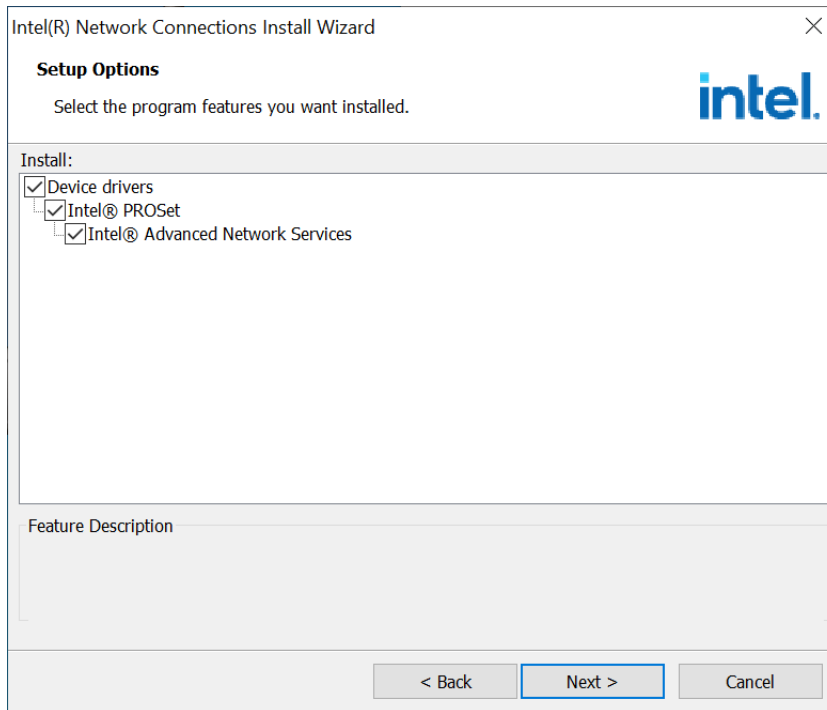 Intel(R) Network Connections Install Wizard
Setup Options
Select the program features you want installed.
intel.
Install:
Device drivers
Intel® PROSet
Intel® Advanced Network Services
Feature Description
< Back
Next >
Cancel